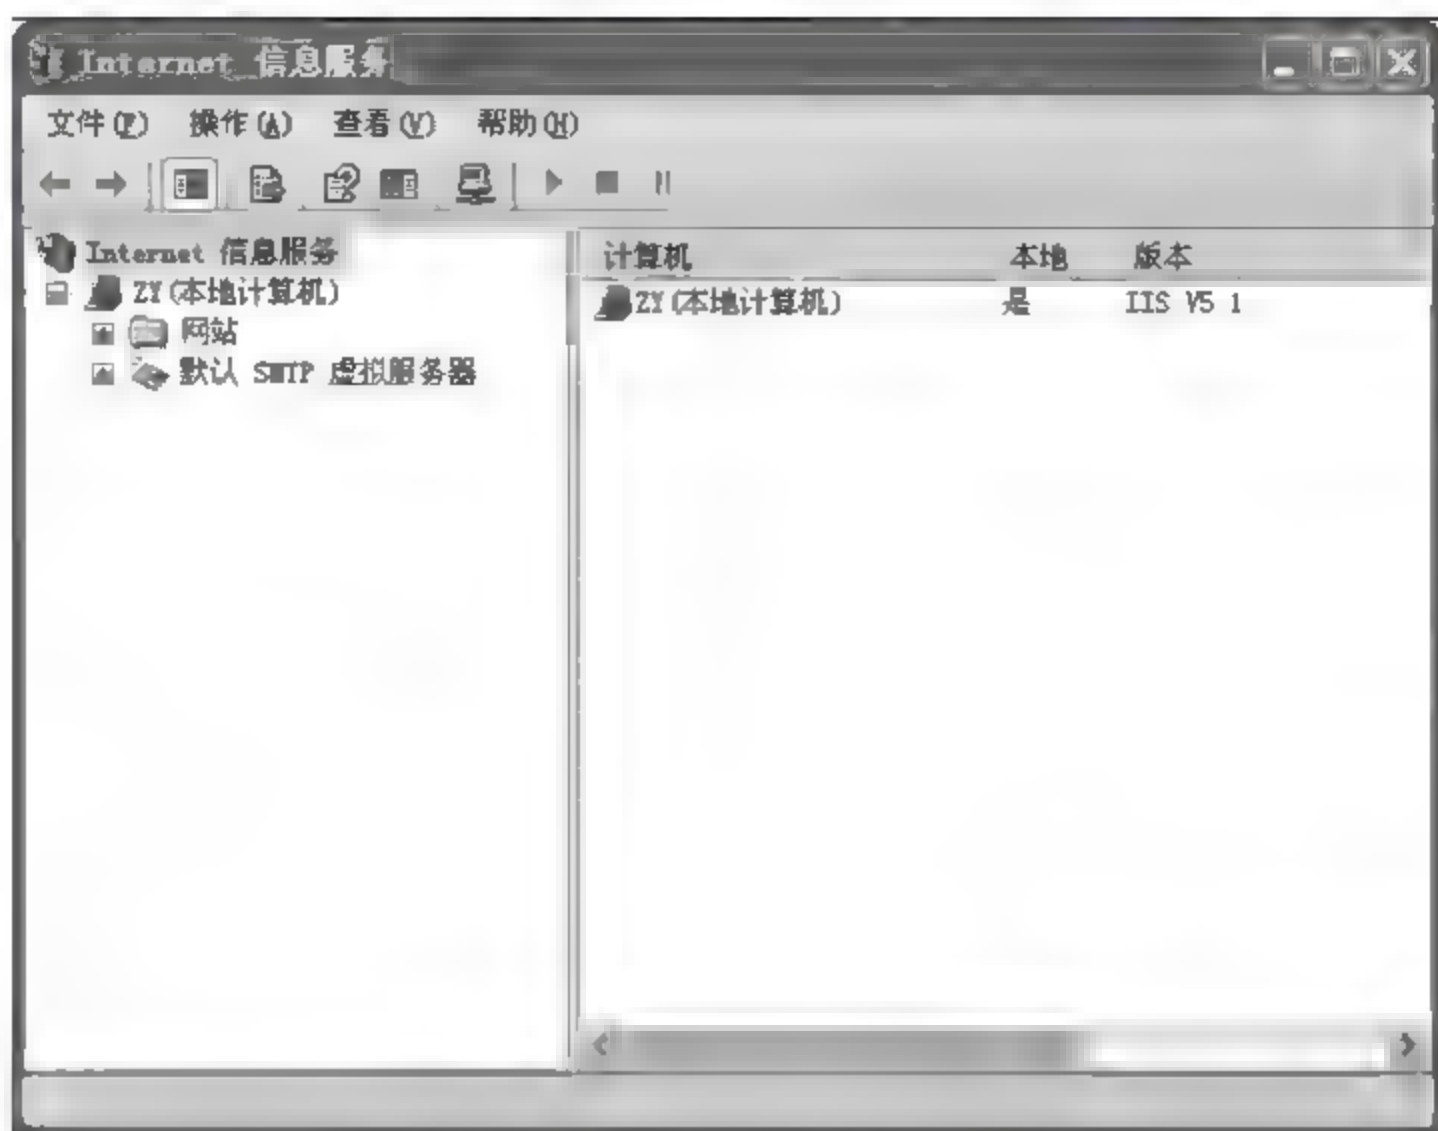 Internet 信息服务
文件(F) 操作(A) 查看(V) 帮助(H)
Internet 信息服务
ZY(本地计算机)
网站
默认 SMTP 虚拟服务器
计算机 本地 版本
ZY(本地计算机) 是 IIS V5 1